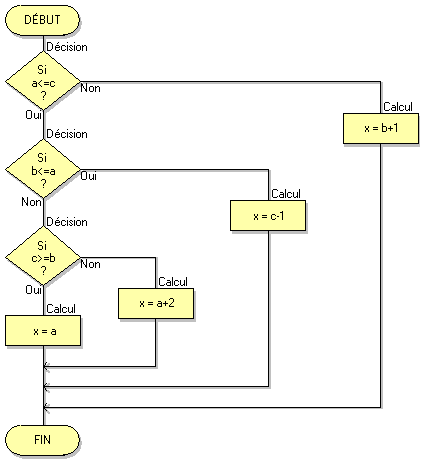 DÉBUT
Décision
Si
a<=c
?
Non
Oui
Calcul
x = b+1
Décision
Si
b<=a
?
Oui
Non
Calcul
x = c-1
Décision
Si
c>=b
?
Non
Oui
Calcul
x = a+2
Calcul
x = a
FIN